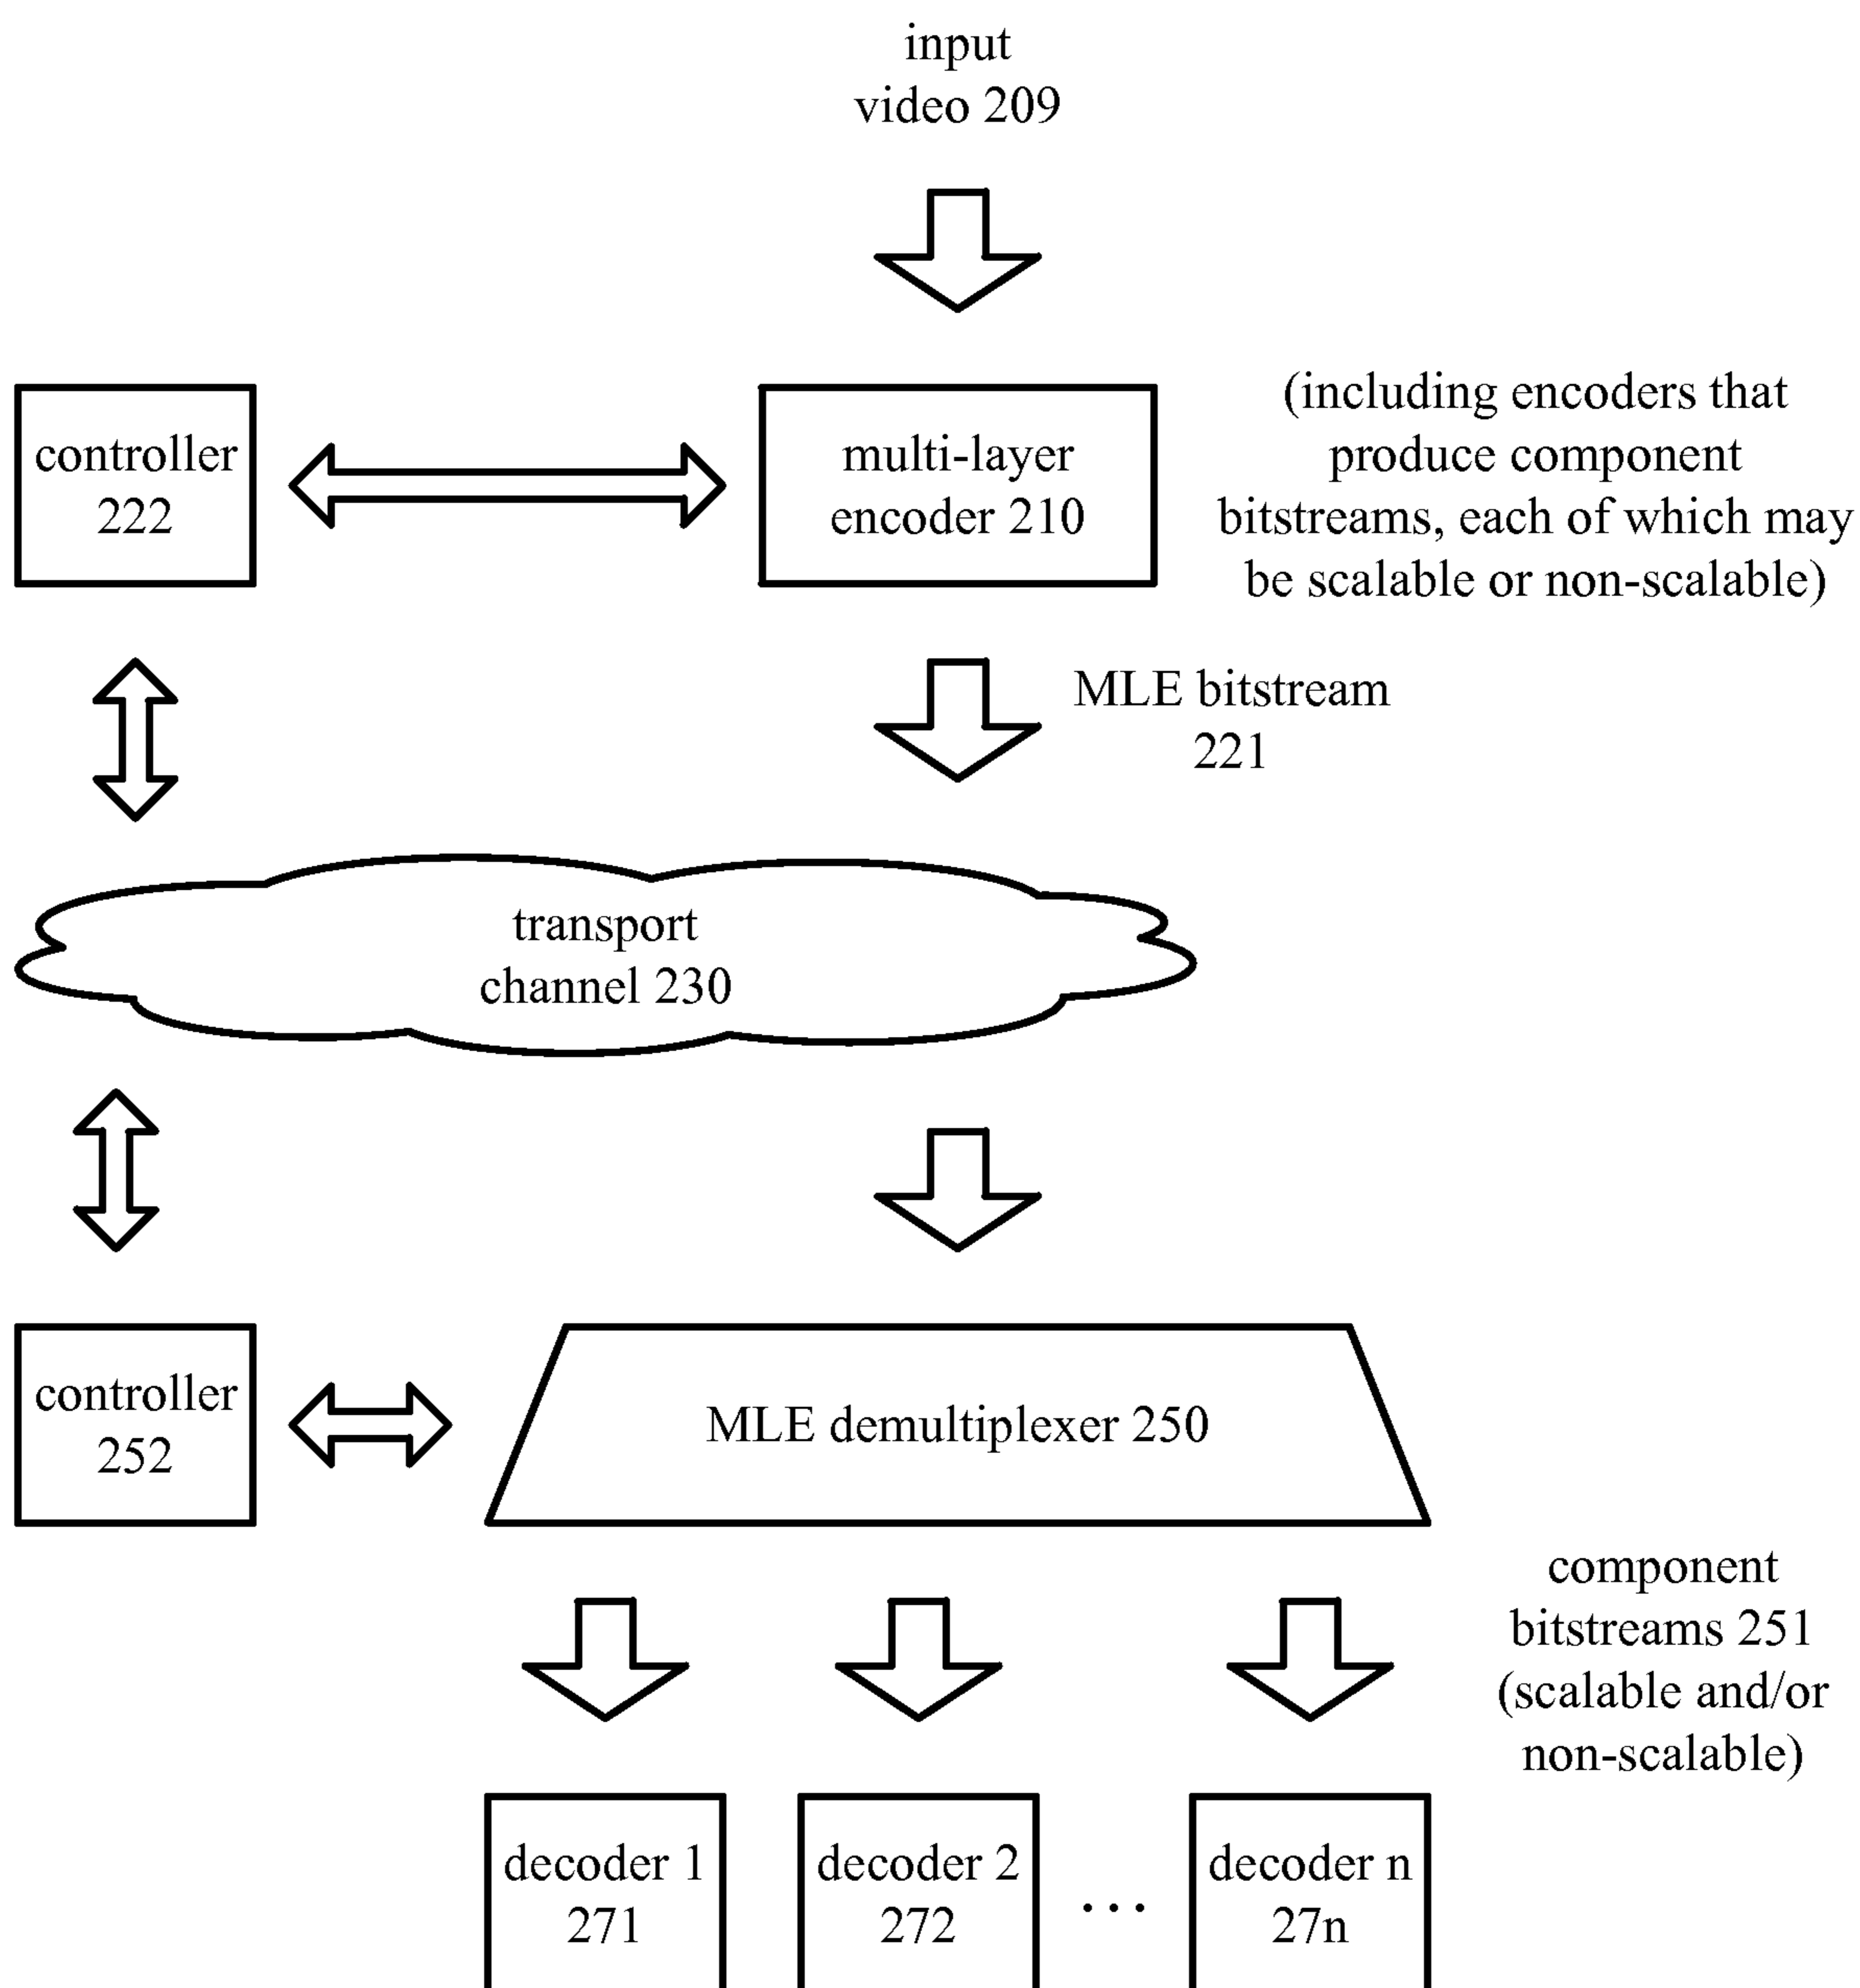 input
video 209
controller
222
multi-layer
encoder 210
(including encoders that
produce component
bitstreams, each of which may
be scalable or non-scalable)
MLE bitstream
221
transport
channel 230
controller
252
MLE demultiplexer 250
component
bitstreams 251
(scalable and/or
non-scalable)
decoder 1
271
decoder 2
272
...
decoder n
27n